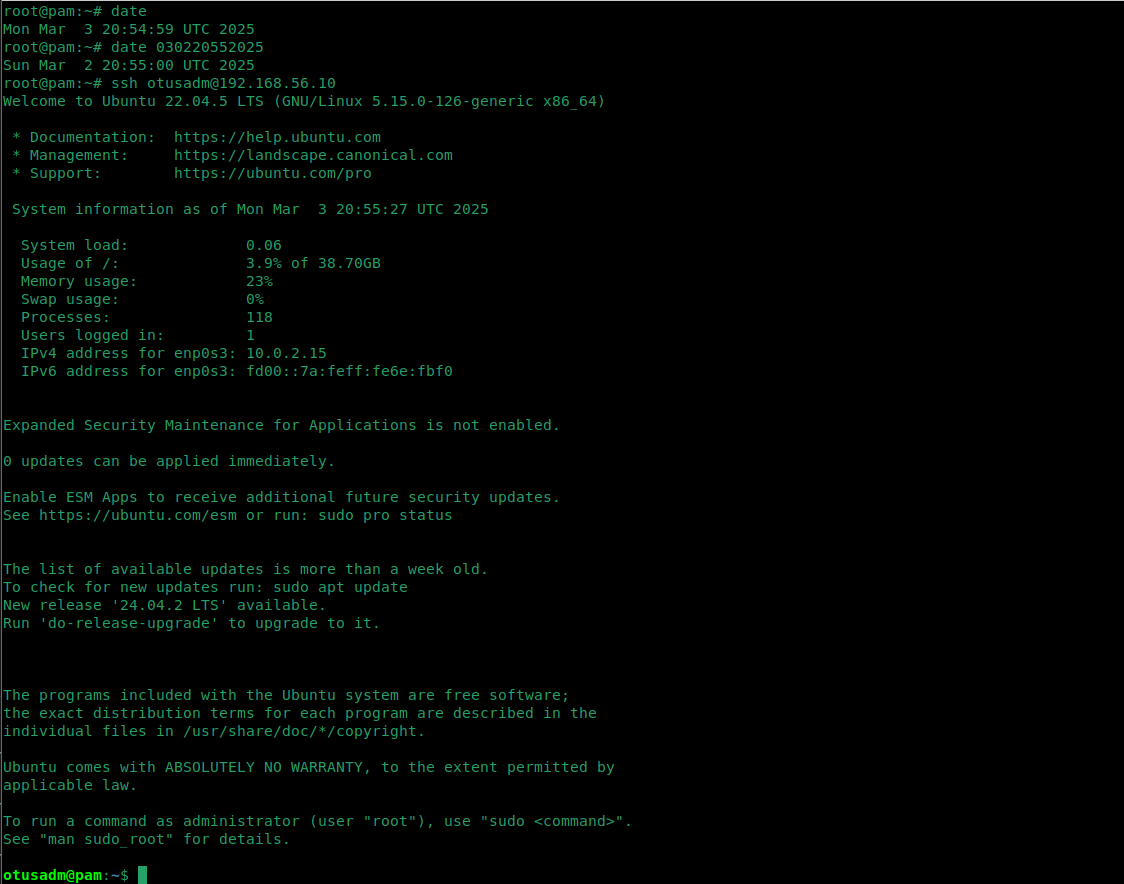 root@pam:~# date
Mon Mar  3 20:54:59 UTC 2025
root@pam:~# date 030220552025
Sun Mar  2 20:55:00 UTC 2025
root@pam:~# ssh otusadm@192.168.56.10
Welcome to Ubuntu 22.04.5 LTS (GNU/Linux 5.15.0-126-generic x86_64)

 * Documentation:  https://help.ubuntu.com
 * Management:     https://landscape.canonical.com
 * Support:        https://ubuntu.com/pro

 System information as of Mon Mar  3 20:55:27 UTC 2025

  System load:             0.06
  Usage of /:              3.9% of 38.70GB
  Memory usage:            23%
  Swap usage:              0%
  Processes:               118
  Users logged in:         1
  IPv4 address for enp0s3: 10.0.2.15
  IPv6 address for enp0s3: fd00::7a:feff:fe6e:fbf0


Expanded Security Maintenance for Applications is not enabled.

0 updates can be applied immediately.

Enable ESM Apps to receive additional future security updates.
See https://ubuntu.com/esm or run: sudo pro status


The list of available updates is more than a week old.
To check for new updates run: sudo apt update
New release '24.04.2 LTS' available.
Run 'do-release-upgrade' to upgrade to it.



The programs included with the Ubuntu system are free software;
the exact distribution terms for each program are described in the
individual files in /usr/share/doc/*/copyright.

Ubuntu comes with ABSOLUTELY NO WARRANTY, to the extent permitted by
applicable law.

To run a command as administrator (user "root"), use "sudo <command>".
See "man sudo_root" for details.

otusadm@pam:~$